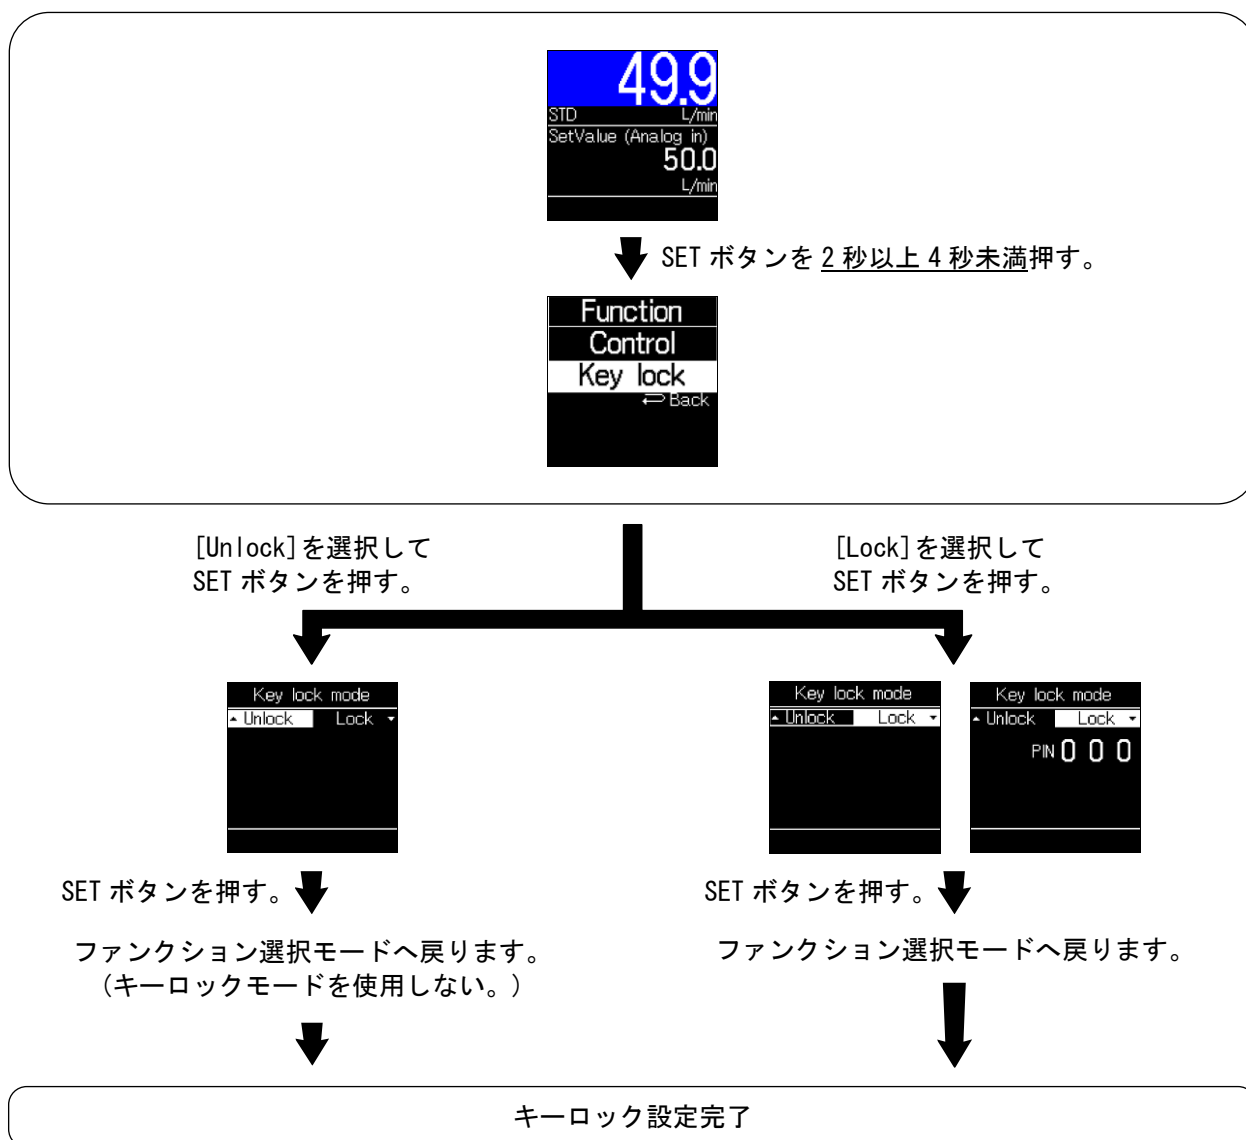 49.9
STD L/min
SetValue (Analog in)
50.0
L/min
SET ボタンを 2 秒以上 4 秒未満押す。
Function
Control
Key lock
Back
[Unlock]を選択して
SET ボタンを押す。
[Lock]を選択して
SET ボタンを押す。
Key lock mode
Unlock Lock
Key lock mode
Unlock Lock
Key lock mode
Unlock Lock
PIN 0 0 0
SET ボタンを押す。
ファンクション選択モードへ戻ります。
(キーロックモードを使用しない。)
SET ボタンを押す。
ファンクション選択モードへ戻ります。
キーロック設定完了